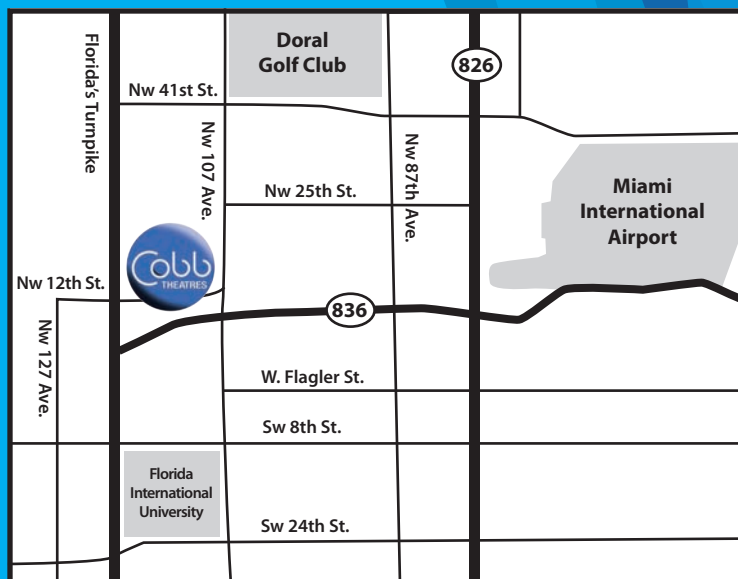 Doral
Golf Club
826
Florida's Turnpike
Nw 41st St.
Nw 107 Ave.
Nw 87th Ave.
Nw 25th St.
Miami
International
Airport
Cobb
THEATRES
Nw 12th St.
836
Nw 127 Ave.
W. Flagler St.
Sw 8th St.
Florida
International
University
Sw 24th St.